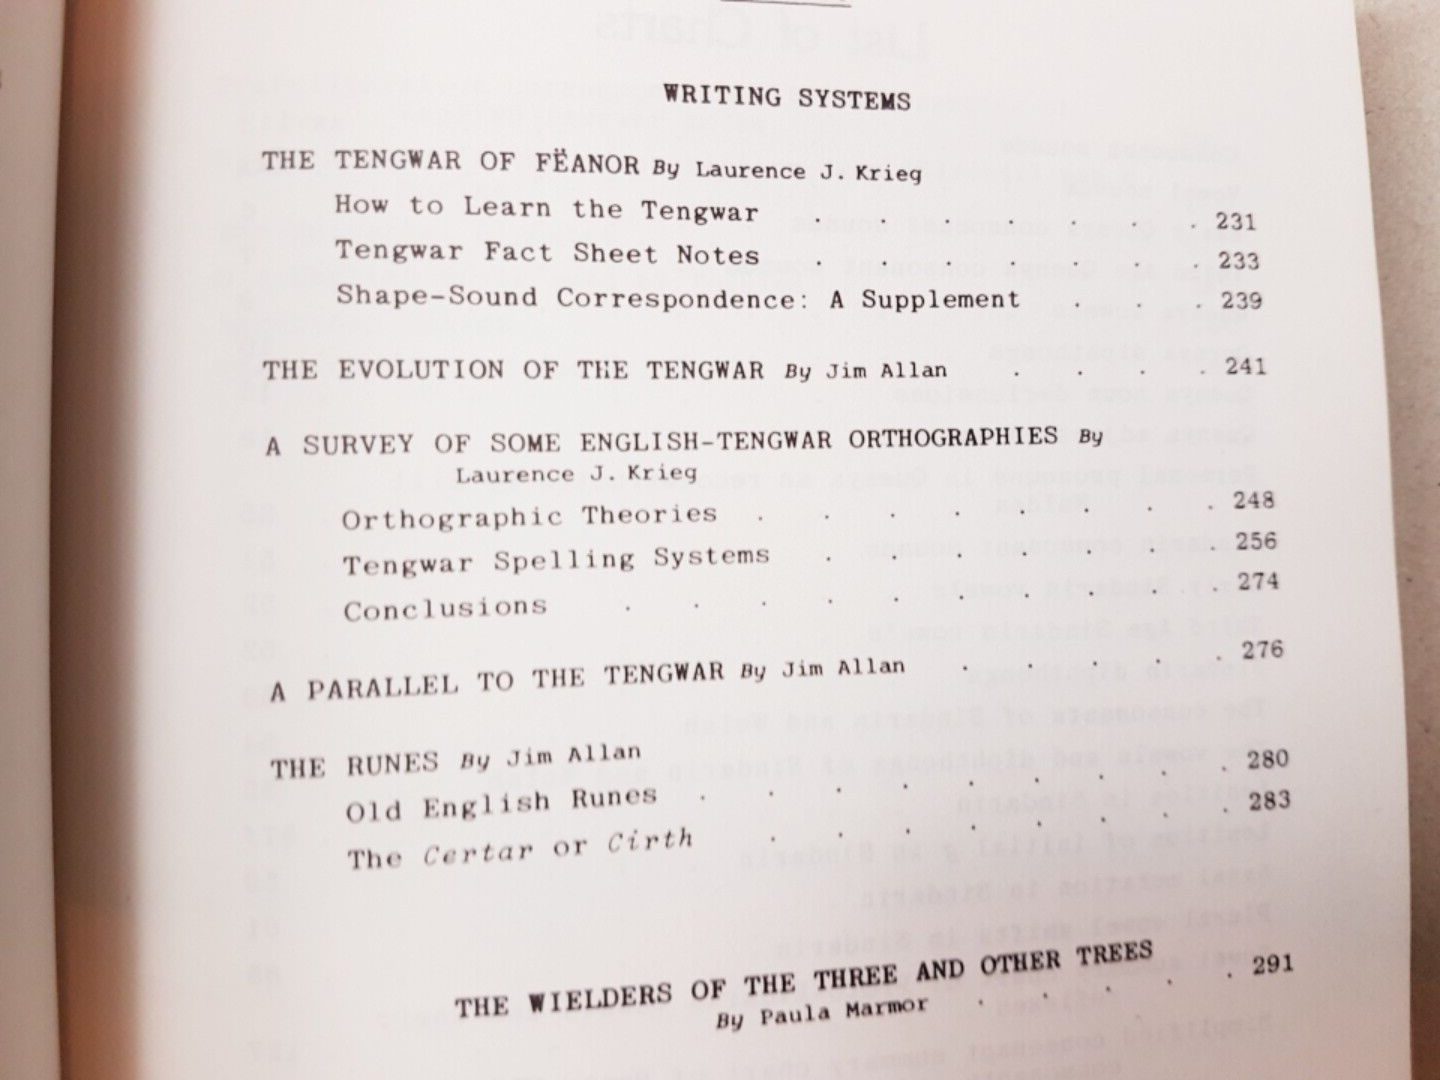 WRITING SYSTEMS
THE TENGWAR OF FËANOR By Laurence J. Krieg
How to Learn the Tengwar . . . . . . . 231
Tengwar Fact Sheet Notes . . . . . . . 233
Shape-Sound Correspondence: A Supplement . . . 239
THE EVOLUTION OF THE TENGWAR By Jim Allan . . . . 241
A SURVEY OF SOME ENGLISH-TENGWAR ORTHOGRAPHIES By
Laurence J. Krieg
Orthographic Theories . . . . . . . . 248
Tengwar Spelling Systems . . . . . . . 256
Conclusions . . . . . . . . . . 274
A PARALLEL TO THE TENGWAR By Jim Allan . . . . . 276
THE RUNES By Jim Allan
Old English Runes . . . . . . . . . 280
The Certar or Cirth . . . . . . . . 283
THE WIELDERS OF THE THREE AND OTHER TREES
By Paula Marmor . . . . . 291